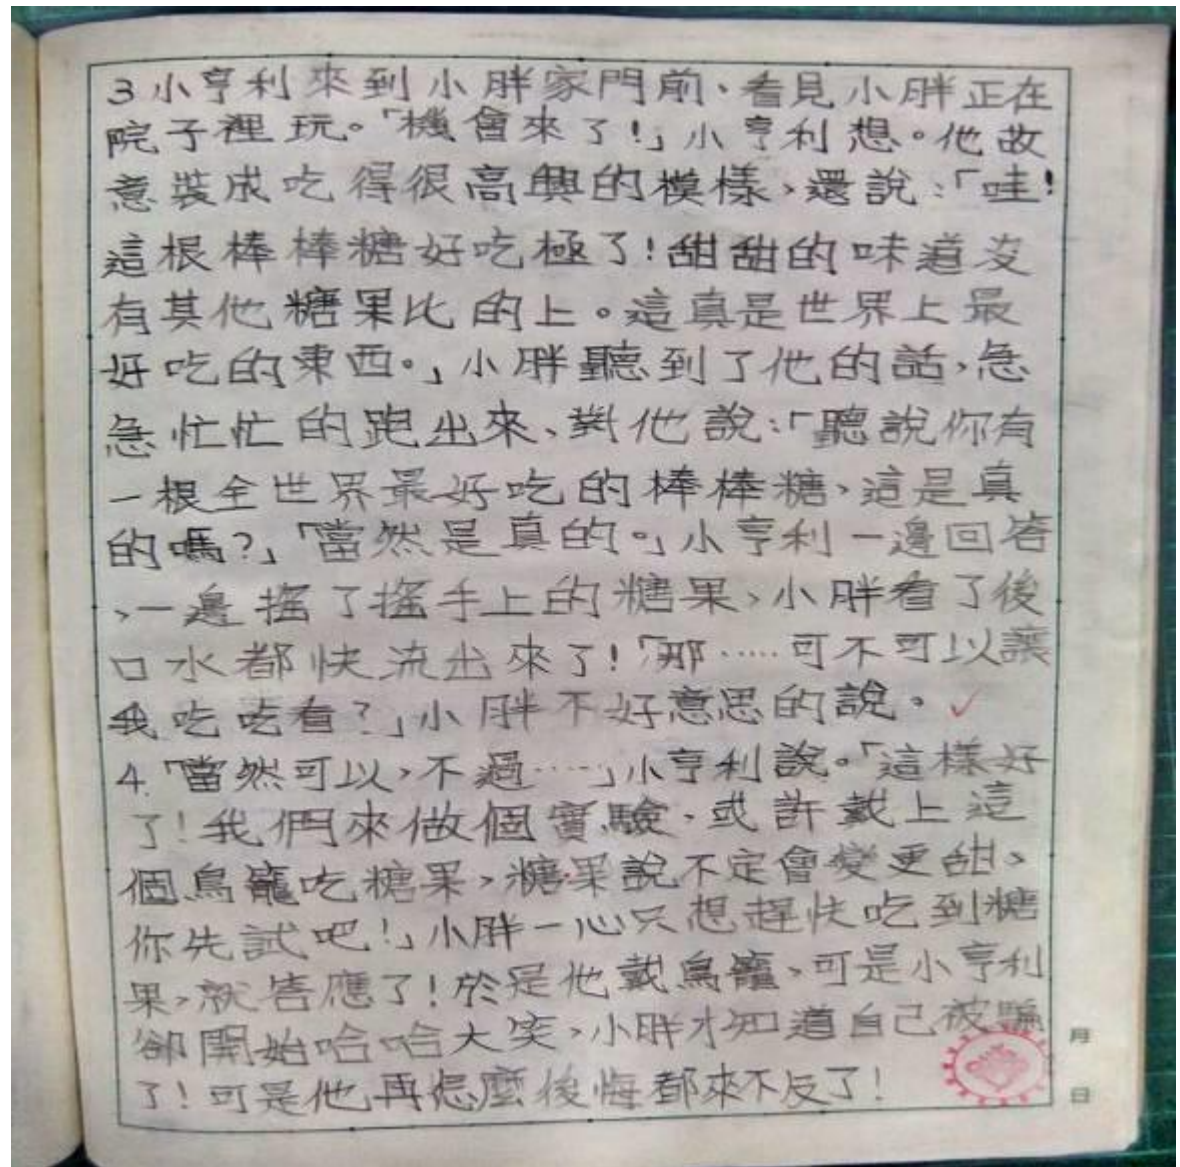 3小亨利來到小胖家門前、看見小胖正在
院子裡玩。「機會來了!」小亨利想。他故
意裝成吃得很高興的模樣,還說:「哇!
這根棒棒糖好吃極了!甜甜的味道沒
有其他糖果比的上。這真是世界上最
好吃的東西。」小胖聽到了他的話,急
急忙忙的跑出來、對他說:「聽說你有
一根全世界最好吃的棒棒糖、這是真
的嗎?」「當然是真的。」小亨利一邊回答
、一邊搖了搖手上的糖果,小胖看了後
口水都快流出來了!「那……可不可以讓
我吃吃看?」小胖不好意思的說。
4.「當然可以,不過……」小亨利說。「這樣好
了!我們來做個實驗、或許戴上這
個鳥籠吃糖果,糖果說不定會變更甜、
你先試吧!」小胖一心只想趕快吃到糖
果,就答應了!於是他戴鳥籠、可是小亨利
卻開始哈哈大笑,小胖才知道自己被騙
了!可是他再怎麼後悔都來不及了!
月
日